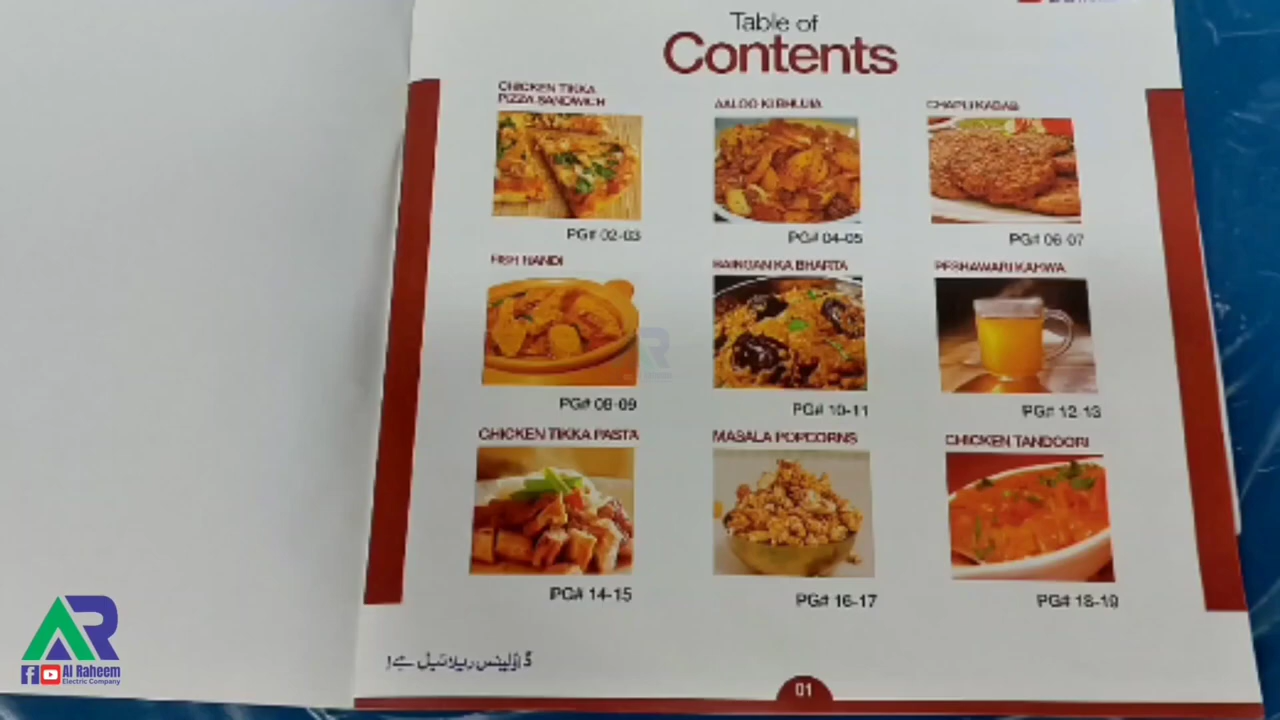 Table of
Contents
CHICKEN TIKKA
PIZZA SANDWICH
AALOO KI BHUJIA
CHAPLI KABAB
PG# 02-03
PG# 04-05
PG# 06-07
FISH HANDI
BAINGAN KA BHARTA
PESHAWARI KAHWA
PG# 08-09
PG# 10-11
PG# 12-13
CHICKEN TIKKA PASTA
MASALA POPCORNS
CHICKEN TANDOORI
PG# 14-15
PG# 16-17
PG# 18-19
ڈاؤلینس ریلائبل ہے!
01
AR
Al Raheem
Electric Company